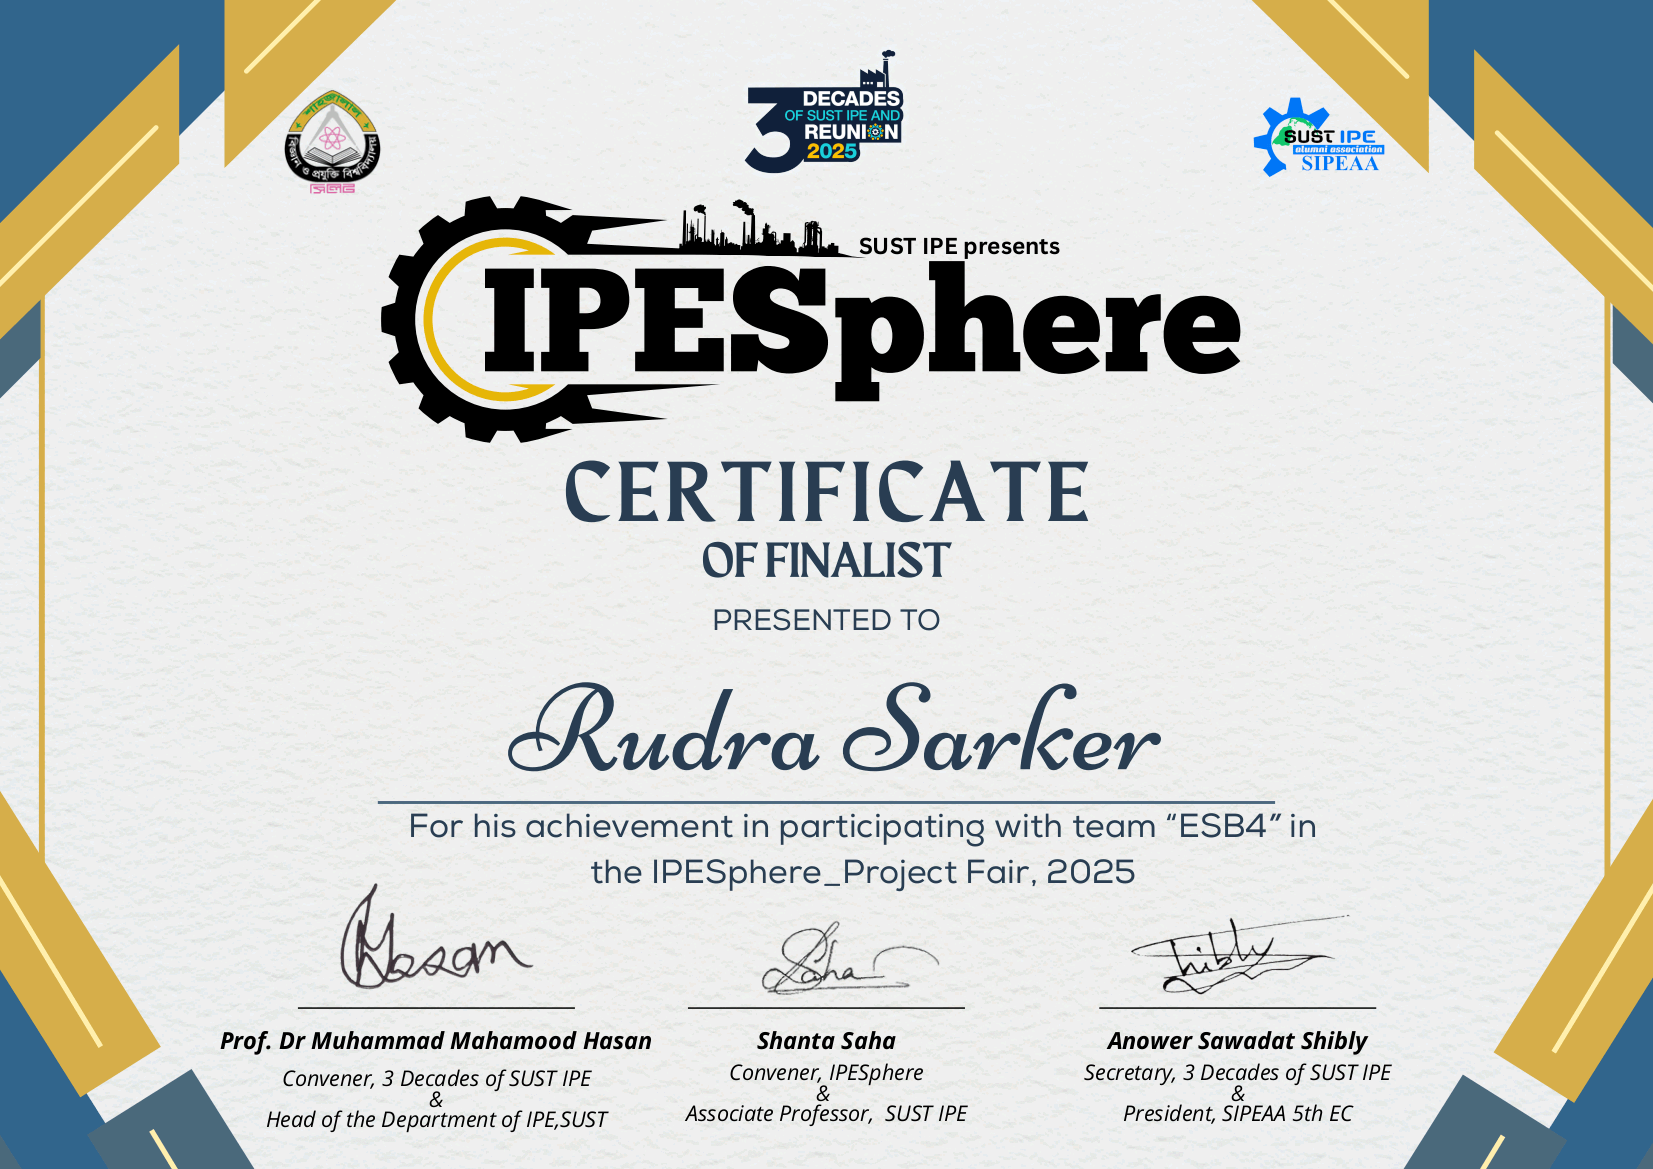 শাহজালাল
বিজ্ঞান ও প্রযুক্তি বিশ্ববিদ্যালয়
সিলেট
3 DECADES
OF SUST IPE AND
REUNION
2025
SUST IPE
alumni association
SIPEAA
SUST IPE presents
IPESphere
CERTIFICATE
OF FINALIST
PRESENTED TO
Rudra Sarker
For his achievement in participating with team “ESB4” in
the IPESphere_Project Fair, 2025
Hasan
Saha
Shibly
Prof. Dr Muhammad Mahamood Hasan
Convener, 3 Decades of SUST IPE
&
Head of the Department of IPE,SUST
Shanta Saha
Convener, IPESphere
&
Associate Professor, SUST IPE
Anower Sawadat Shibly
Secretary, 3 Decades of SUST IPE
&
President, SIPEAA 5th EC